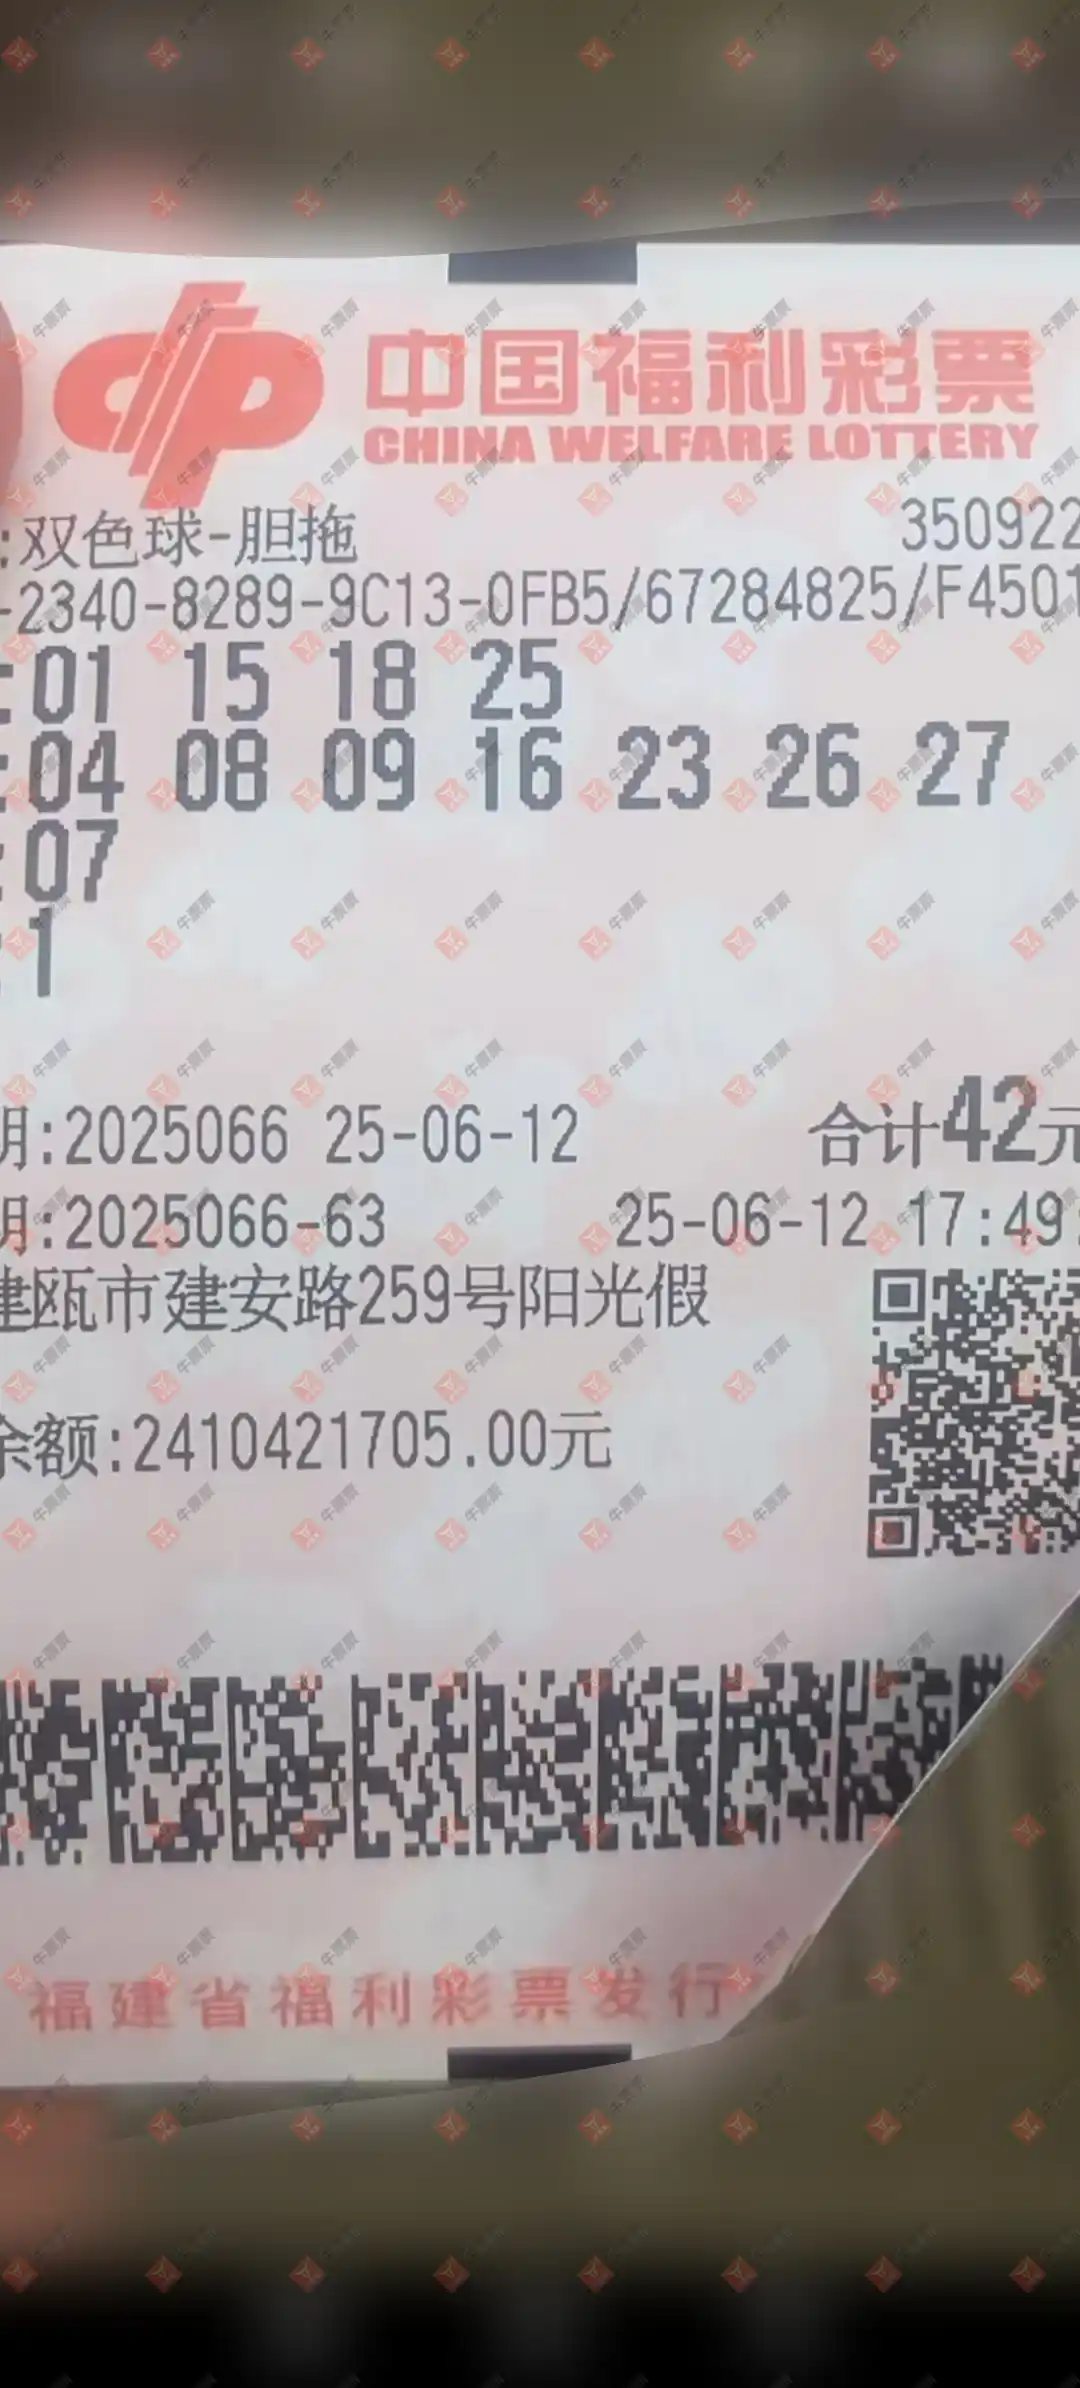 中国福利彩票
CHINA WELFARE LOTTERY
:双色球-胆拖 350922
-2340-8289-9C13-0FB5/67284825/F4501
:01 15 18 25
:04 08 09 16 23 26 27
:07
:1
期:2025066 25-06-12 合计42元
期:2025066-63 25-06-12 17:49:
建瓯市建安路259号阳光假
余额:2410421705.00元
福建省福利彩票发行
牛票票